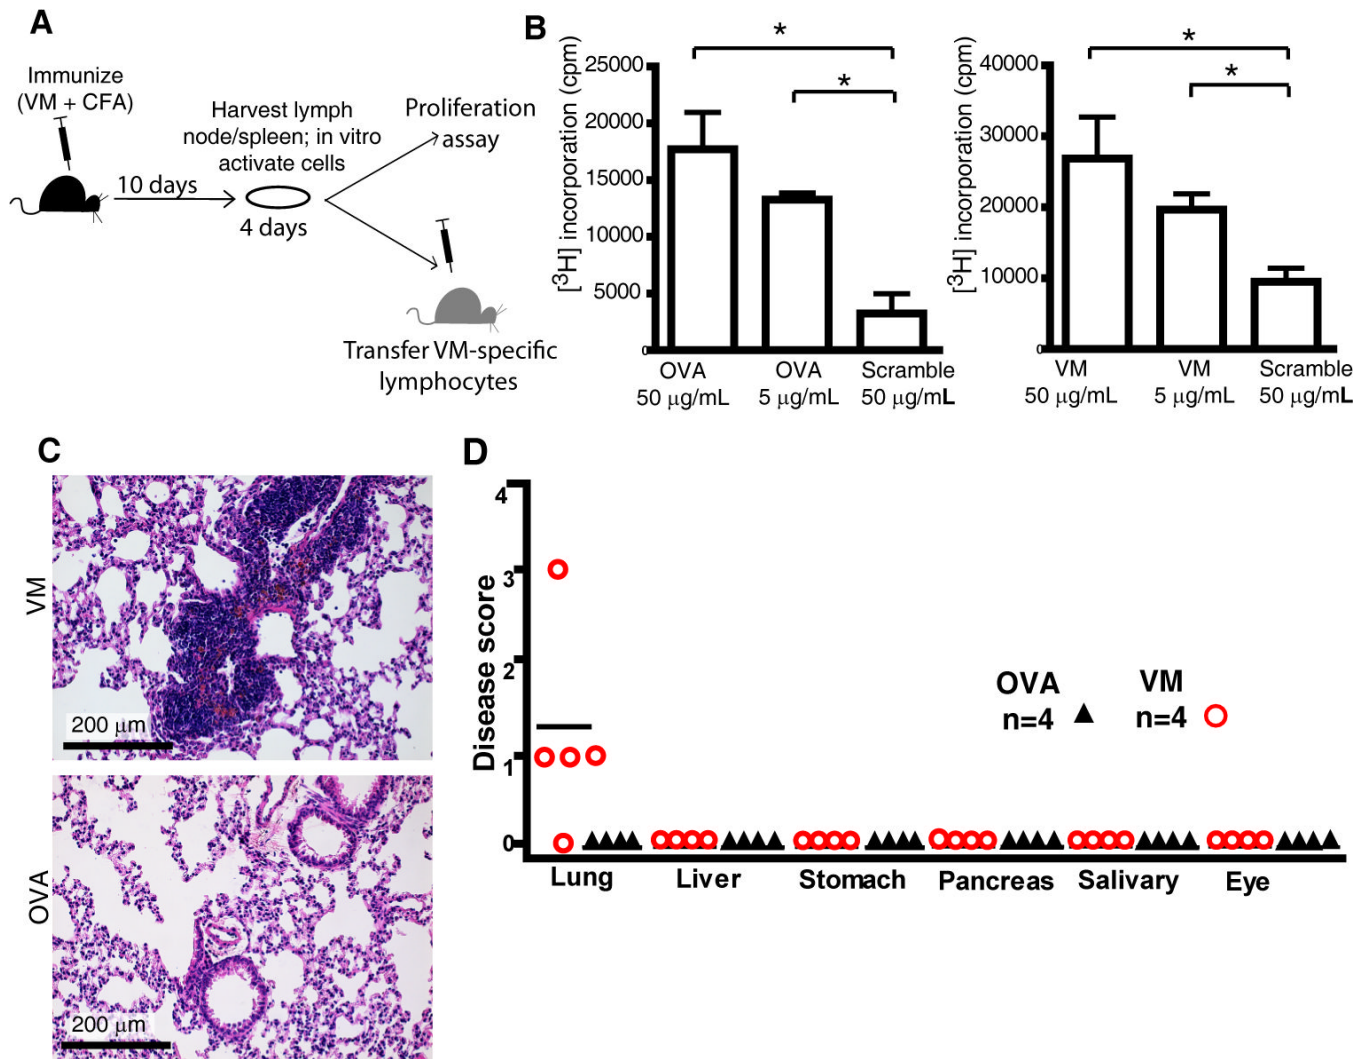 A
Immunize
(VM + CFA)
10 days
Harvest lymph
node/spleen; in vitro
activate cells
4 days
Proliferation
assay
Transfer VM-specific
lymphocytes
B
[³H] incorporation (cpm)
25000
20000
15000
10000
5000
0
*
*
OVA
50 μg/mL
OVA
5 μg/mL
Scramble
50 μg/mL
[³H] incorporation (cpm)
40000
30000
20000
10000
0
*
*
VM
50 μg/mL
VM
5 μg/mL
Scramble
50 μg/mL
C
VM
200 μm
OVA
200 μm
D
Disease score
4
3
2
1
0
OVA
n=4
VM
n=4
Lung
Liver
Stomach
Pancreas
Salivary
Eye